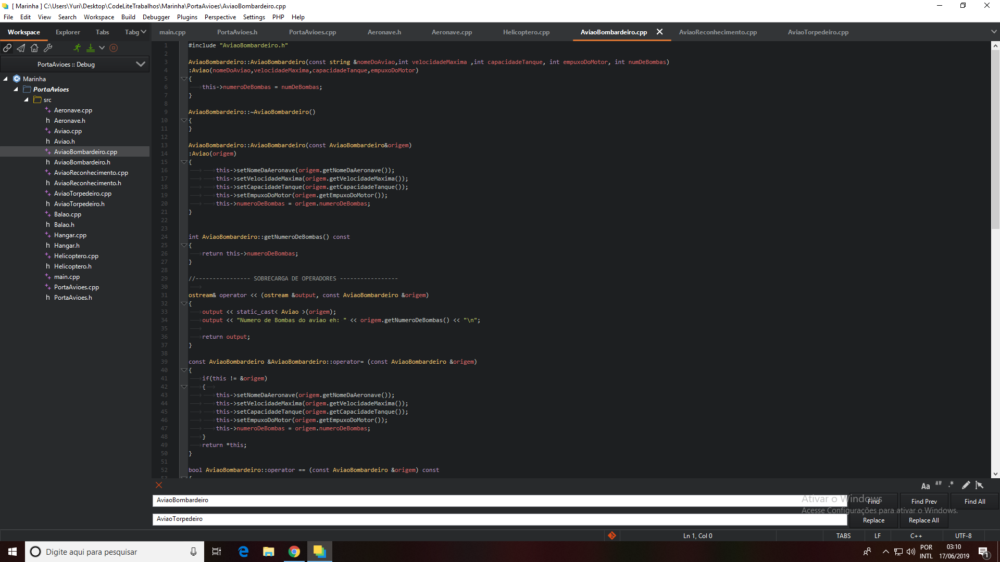 [ Marinha ] C:\Users\Yuri\Desktop\CodeLiteTrabalhos\Marinha\PortaAvioes\AviaoBombardeiro.cpp
File Edit View Search Workspace Build Debugger Plugins Perspective Settings PHP Help
Workspace Explorer Tabs Tabg
main.cpp PortaAvioes.h PortaAvioes.cpp Aeronave.h Aeronave.cpp Helicoptero.cpp AviaoBombardeiro.cpp AviaoReconhecimento.cpp AviaoTorpedeiro.cpp
PortaAvioes :: Debug
Marinha
PortaAvioes
src
Aeronave.cpp
h Aeronave.h
Aviao.cpp
h Aviao.h
AviaoBombardeiro.cpp
h AviaoBombardeiro.h
AviaoReconhecimento.cpp
h AviaoReconhecimento.h
AviaoTorpedeiro.cpp
h AviaoTorpedeiro.h
Balao.cpp
h Balao.h
Hangar.cpp
h Hangar.h
Helicoptero.cpp
h Helicoptero.h
main.cpp
PortaAvioes.cpp
h PortaAvioes.h
1 #include "AviaoBombardeiro.h"
2
3 AviaoBombardeiro::AviaoBombardeiro(const string &nomeDoAviao,int velocidadeMaxima ,int capacidadeTanque, int empuxoDoMotor, int numDeBombas)
4 :Aviao(nomeDoAviao,velocidadeMaxima,capacidadeTanque,empuxoDoMotor)
5 {
6 this->numeroDeBombas = numDeBombas;
7 }
8
9 AviaoBombardeiro::~AviaoBombardeiro()
10 {
11 }
12
13 AviaoBombardeiro::AviaoBombardeiro(const AviaoBombardeiro&origem)
14 :Aviao(origem)
15 {
16 this->setNomeDaAeronave(origem.getNomeDaAeronave());
17 this->setVelocidadeMaxima(origem.getVelocidadeMaxima());
18 this->setCapacidadeTanque(origem.getCapacidadeTanque());
19 this->setEmpuxoDoMotor(origem.getEmpuxoDoMotor());
20 this->numeroDeBombas = origem.numeroDeBombas;
21 }
22
23
24 int AviaoBombardeiro::getNumeroDeBombas() const
25 {
26 return this->numeroDeBombas;
27 }
28
29 //---------------- SOBRECARGA DE OPERADORES -----------------
30
31 ostream& operator << (ostream &output, const AviaoBombardeiro &origem)
32 {
33 output << static_cast< Aviao >(origem);
34 output << "Numero de Bombas do aviao eh: " << origem.getNumeroDeBombas() << "\n";
35
36 return output;
37 }
38
39 const AviaoBombardeiro &AviaoBombardeiro::operator= (const AviaoBombardeiro &origem)
40 {
41 if(this != &origem)
42 {
43 this->setNomeDaAeronave(origem.getNomeDaAeronave());
44 this->setVelocidadeMaxima(origem.getVelocidadeMaxima());
45 this->setCapacidadeTanque(origem.getCapacidadeTanque());
46 this->setEmpuxoDoMotor(origem.getEmpuxoDoMotor());
47 this->numeroDeBombas = origem.numeroDeBombas;
48 }
49 return *this;
50 }
51
52 bool AviaoBombardeiro::operator == (const AviaoBombardeiro &origem) const
53 {
Aa "" .*
AviaoBombardeiro
Find Find Prev Find All
AviaoTorpedeiro
Replace Replace All
Ativar o Windows
Acesse Configurações para ativar o Windows.
Ln 1, Col 0 TABS LF C++ UTF-8
Digite aqui para pesquisar
POR
INTL
03:10
17/06/2019
1